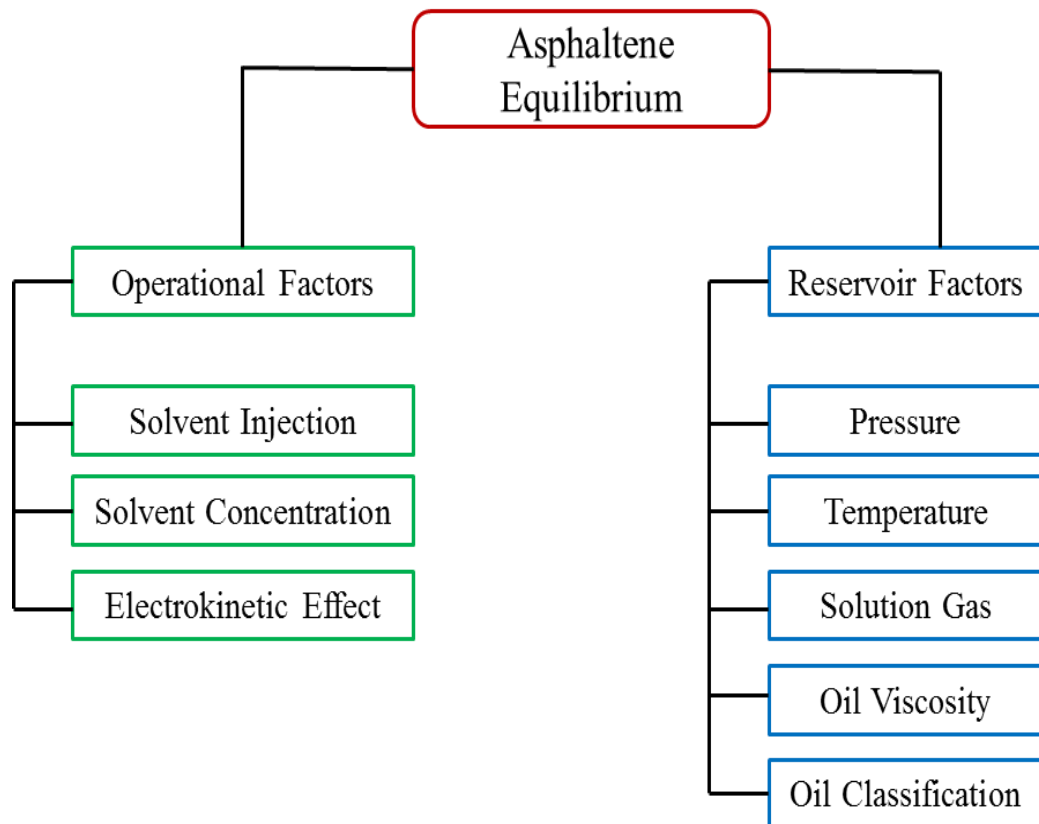 Asphaltene
Equilibrium
Operational Factors
Solvent Injection
Solvent Concentration
Electrokinetic Effect
Reservoir Factors
Pressure
Temperature
Solution Gas
Oil Viscosity
Oil Classification